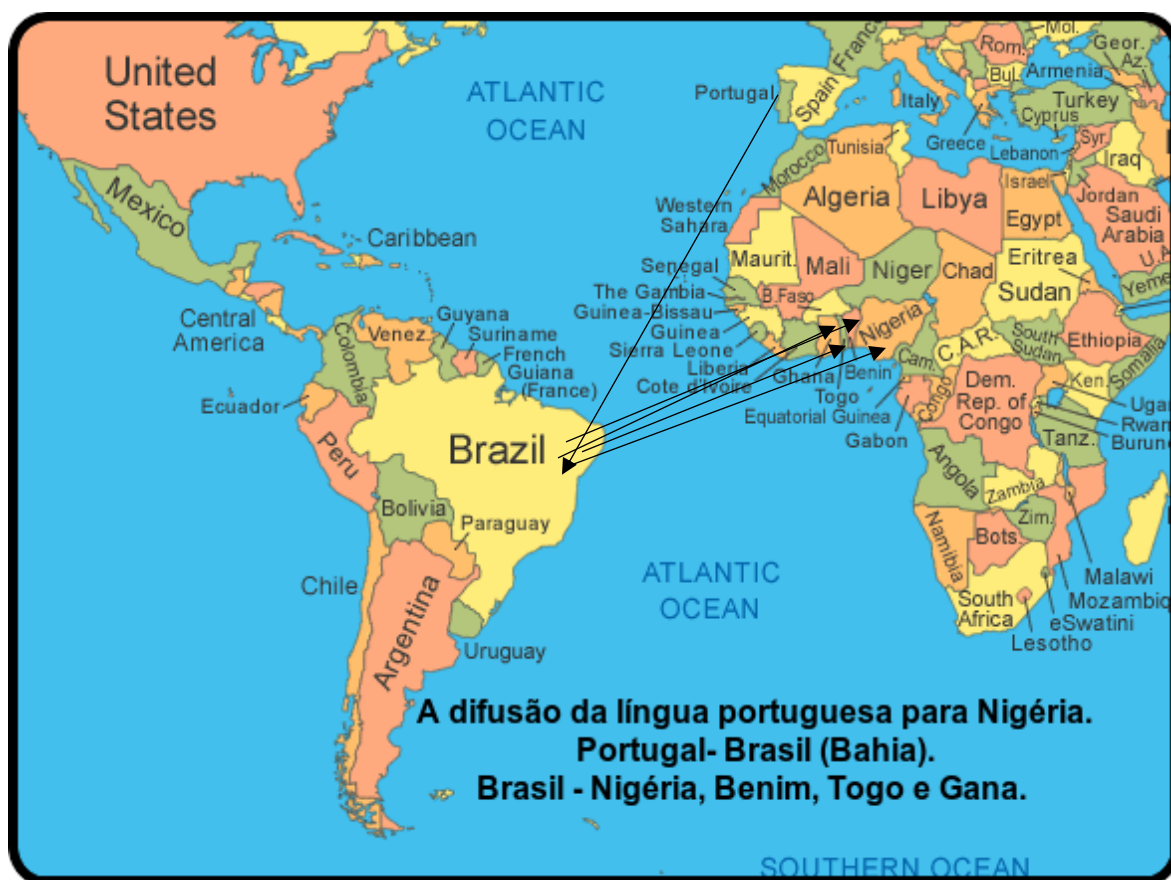 United
States
Mexico
ATLANTIC
OCEAN
Caribbean
Central
America
Guyana
Suriname
French
Guiana
(France)
Venez.
Colombia
Ecuador
Peru
Brazil
Bolivia
Paraguay
Chile
Argentina
Uruguay
Portugal
Spain
France
Italy
Rom.
Bul.
Mol.
Geor.
Az.
Armenia
Turkey
Cyprus
Greece
Lebanon
Syr.
Iraq
Israel
Jordan
Saudi
Arabia
U.A
Yeme
Morocco
Tunisia
Algeria
Libya
Egypt
Western
Sahara
Maurit.
Mali
Niger
Chad
Eritrea
Sudan
Senegal
The Gambia
Guinea-Bissau
Guinea
Sierra Leone
Liberia
Cote d'Ivoire
B.Faso
Ghana
Togo
Benin
Nigeria
Equatorial Guinea
Gabon
Cam.
C.A.R.
South
Sudan
Ethiopia
Somalia
Congo
Dem.
Rep. of
Congo
Ken.
Ugar
Rwan
Burund
Tanz.
Angola
Zambia
Zim.
Namibia
Bots.
South
Africa
Malawi
Mozambiq
eSwatini
Lesotho
ATLANTIC
OCEAN
A difusão da língua portuguesa para Nigéria.
Portugal- Brasil (Bahia).
Brasil - Nigéria, Benim, Togo e Gana.
SOUTHERN OCEAN